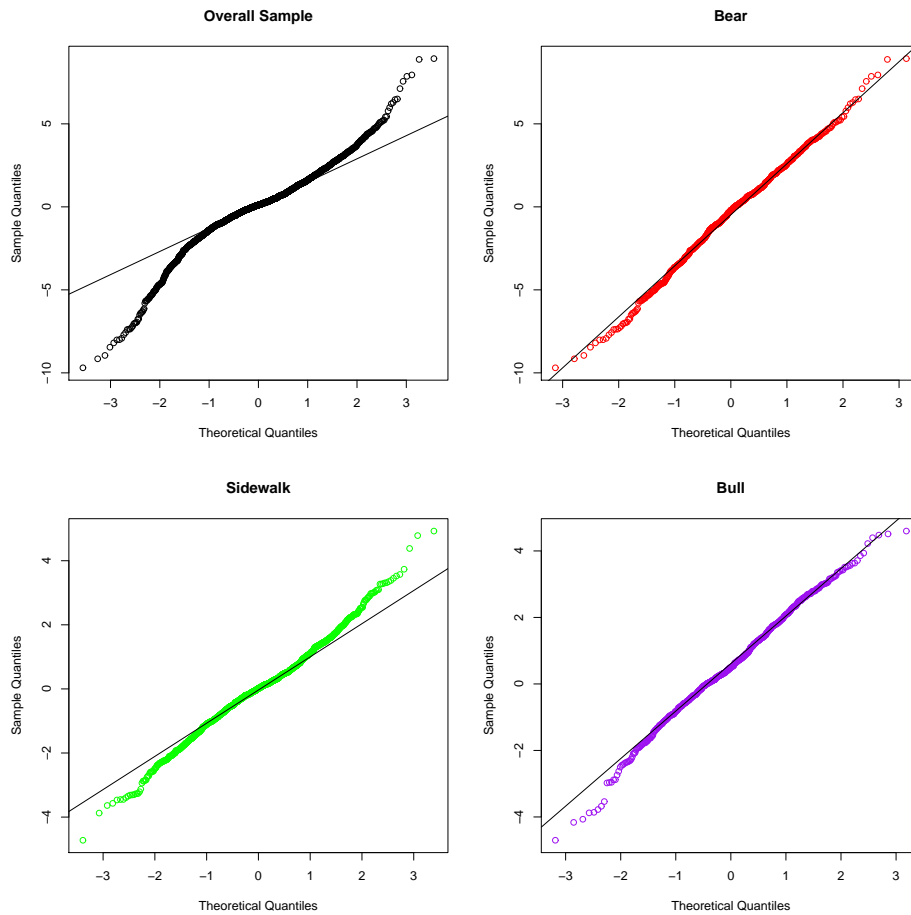 Overall Sample
Sample Quantiles
5
0
−5
−10
−3 −2 −1 0 1 2 3
Theoretical Quantiles
Bear
Sample Quantiles
5
0
−5
−10
−3 −2 −1 0 1 2 3
Theoretical Quantiles
Sidewalk
Sample Quantiles
4
2
0
−2
−4
−3 −2 −1 0 1 2 3
Theoretical Quantiles
Bull
Sample Quantiles
4
2
0
−2
−4
−3 −2 −1 0 1 2 3
Theoretical Quantiles